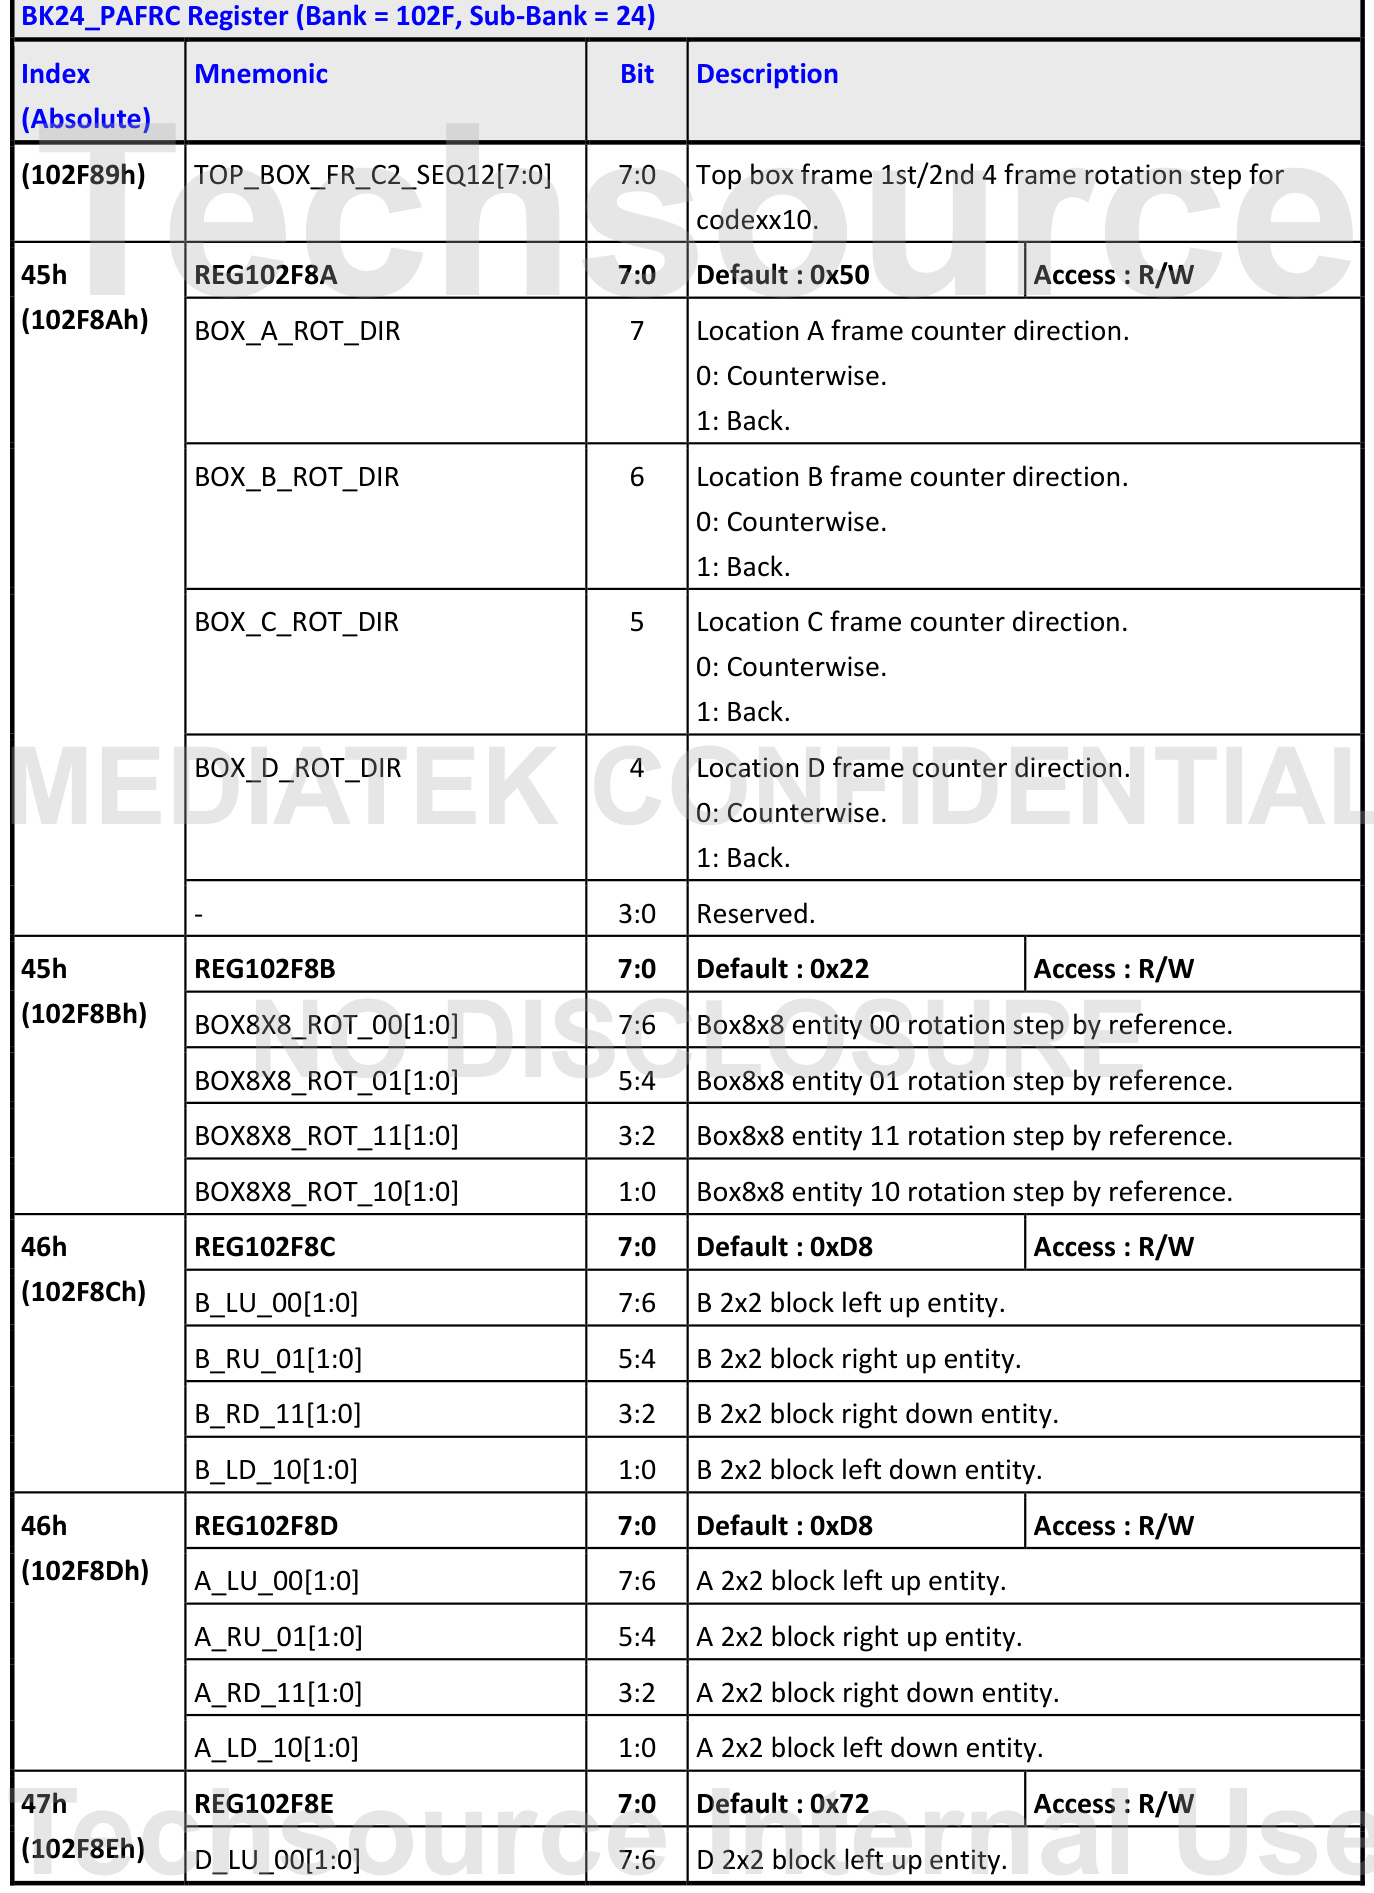 BK24_PAFRC Register (Bank = 102F, Sub-Bank = 24)
Index (Absolute) Mnemonic Bit Description
(102F89h) TOP_BOX_FR_C2_SEQ12[7:0] 7:0 Top box frame 1st/2nd 4 frame rotation step for
codexx10.
45h REG102F8A 7:0 Default : 0x50 Access : R/W
(102F8Ah) BOX_A_ROT_DIR 7 Location A frame counter direction.
0: Counterwise.
1: Back.
BOX_B_ROT_DIR 6 Location B frame counter direction.
0: Counterwise.
1: Back.
BOX_C_ROT_DIR 5 Location C frame counter direction.
0: Counterwise.
1: Back.
BOX_D_ROT_DIR 4 Location D frame counter direction.
0: Counterwise.
1: Back.
- 3:0 Reserved.
45h REG102F8B 7:0 Default : 0x22 Access : R/W
(102F8Bh) BOX8X8_ROT_00[1:0] 7:6 Box8x8 entity 00 rotation step by reference.
BOX8X8_ROT_01[1:0] 5:4 Box8x8 entity 01 rotation step by reference.
BOX8X8_ROT_11[1:0] 3:2 Box8x8 entity 11 rotation step by reference.
BOX8X8_ROT_10[1:0] 1:0 Box8x8 entity 10 rotation step by reference.
46h REG102F8C 7:0 Default : 0xD8 Access : R/W
(102F8Ch) B_LU_00[1:0] 7:6 B 2x2 block left up entity.
B_RU_01[1:0] 5:4 B 2x2 block right up entity.
B_RD_11[1:0] 3:2 B 2x2 block right down entity.
B_LD_10[1:0] 1:0 B 2x2 block left down entity.
46h REG102F8D 7:0 Default : 0xD8 Access : R/W
(102F8Dh) A_LU_00[1:0] 7:6 A 2x2 block left up entity.
A_RU_01[1:0] 5:4 A 2x2 block right up entity.
A_RD_11[1:0] 3:2 A 2x2 block right down entity.
A_LD_10[1:0] 1:0 A 2x2 block left down entity.
47h REG102F8E 7:0 Default : 0x72 Access : R/W
(102F8Eh) D_LU_00[1:0] 7:6 D 2x2 block left up entity.
Techsource
MEDIATEK CONFIDENTIAL
NO DISCLOSURE
Techsource Internal Use